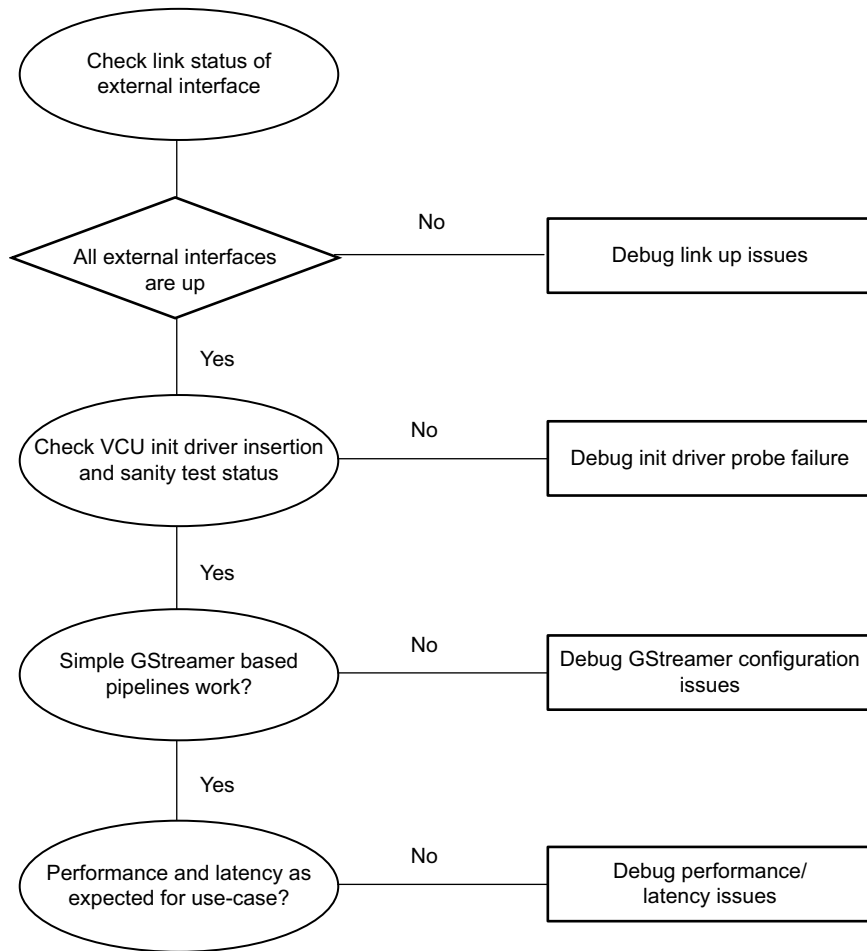 Check link status of
external interface
No
All external interfaces
are up
Debug link up issues
Yes
No
Check VCU init driver insertion
and sanity test status
Debug init driver probe failure
Yes
No
Simple GStreamer based
pipelines work?
Debug GStreamer configuration
issues
Yes
No
Performance and latency as
expected for use-case?
Debug performance/
latency issues